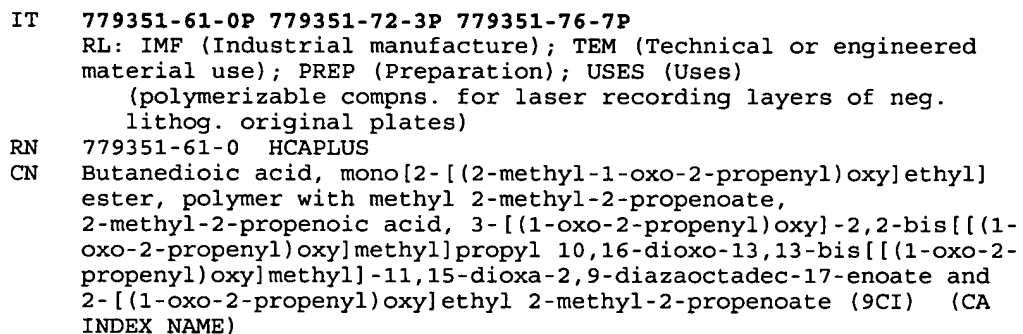 IT 779351-61-0P 779351-72-3P 779351-76-7P
RL: IMF (Industrial manufacture); TEM (Technical or engineered
material use); PREP (Preparation); USES (Uses)
(polymerizable compns. for laser recording layers of neg.
lithog. original plates)
RN 779351-61-0 HCAPLUS
CN Butanedioic acid, mono[2-[(2-methyl-1-oxo-2-propenyl)oxy]ethyl]
ester, polymer with methyl 2-methyl-2-propenoate,
2-methyl-2-propenoic acid, 3-[(1-oxo-2-propenyl)oxy]-2,2-bis[[(1-
oxo-2-propenyl)oxy]methyl]propyl 10,16-dioxo-13,13-bis[[(1-oxo-2-
propenyl)oxy]methyl]-11,15-dioxa-2,9-diazaoctadec-17-enoate and
2-[(1-oxo-2-propenyl)oxy]ethyl 2-methyl-2-propenoate (9CI) (CA
INDEX NAME)